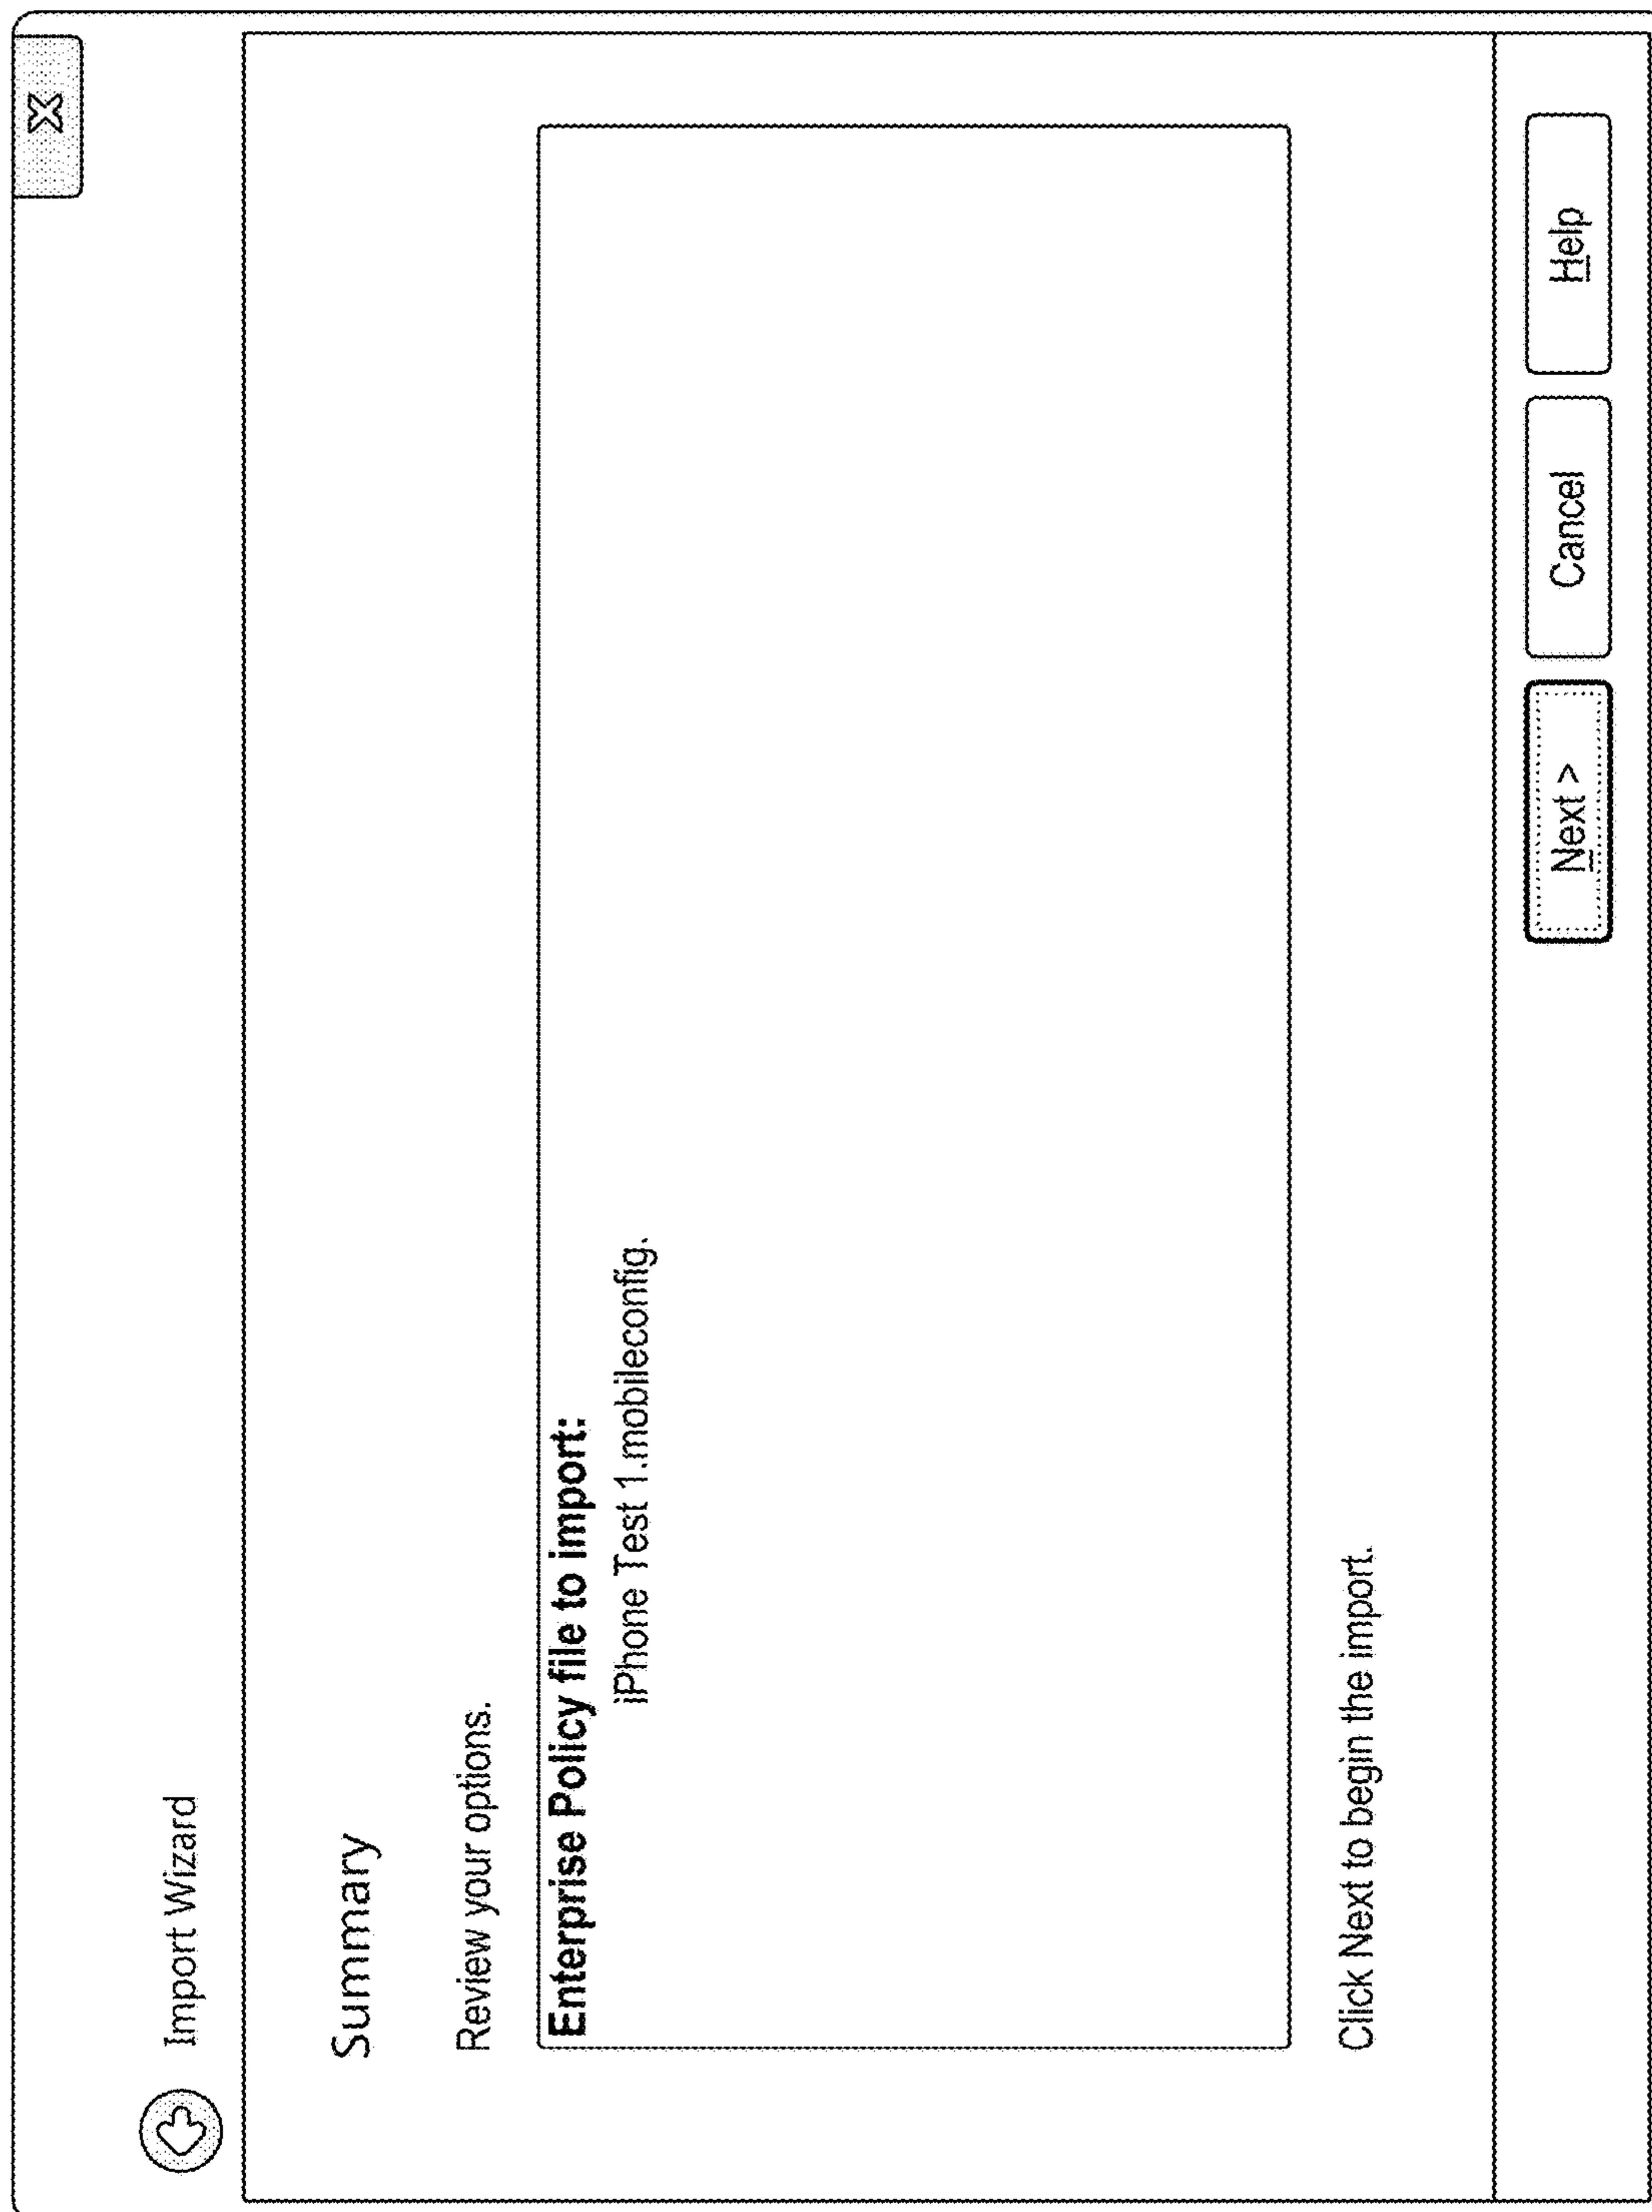 X
Import Wizard
Summary
Review your options.
Enterprise Policy file to import:
iPhone Test 1.mobileconfig.
Click Next to begin the import.
Next >
Cancel
Help